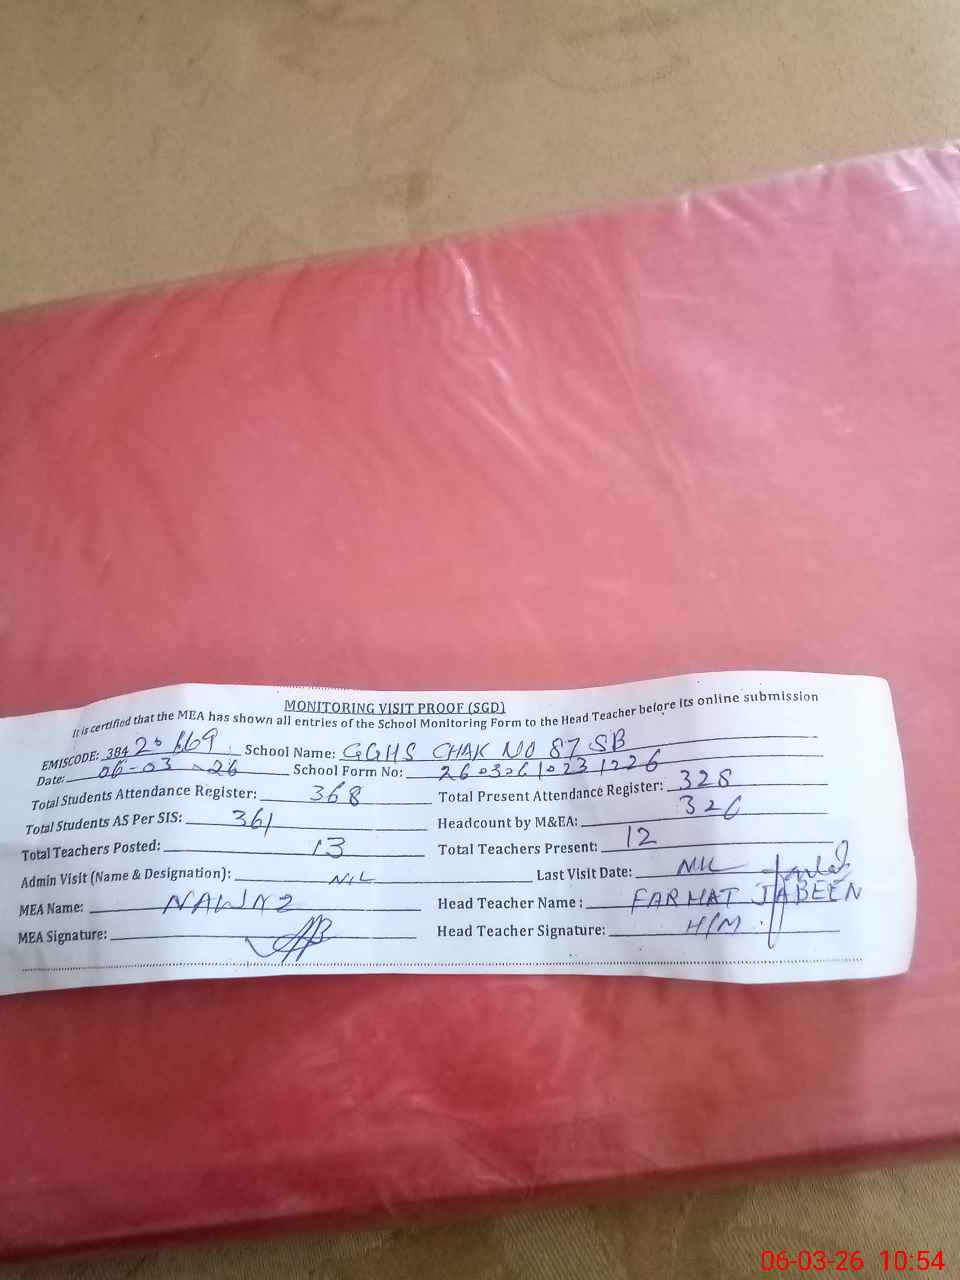 MONITORING VISIT PROOF (SGD)
It is certified that the MEA has shown all entries of the School Monitoring Form to the Head Teacher before its online submission
EMISCODE: 384 20169 School Name: GGHS CHAK NO 87 SB
Date: 06-03-26 School Form No: 26030610231226
Total Students Attendance Register: 368 Total Present Attendance Register: 328
Total Students AS Per SIS: 361 Headcount by M&EA: 326
Total Teachers Posted: 13 Total Teachers Present: 12
Admin Visit (Name & Designation): NIL Last Visit Date: NIL
MEA Name: NAWAZ Head Teacher Name : FARHAT JABEEN
MEA Signature: Head Teacher Signature: H/M
06-03-26 10:54